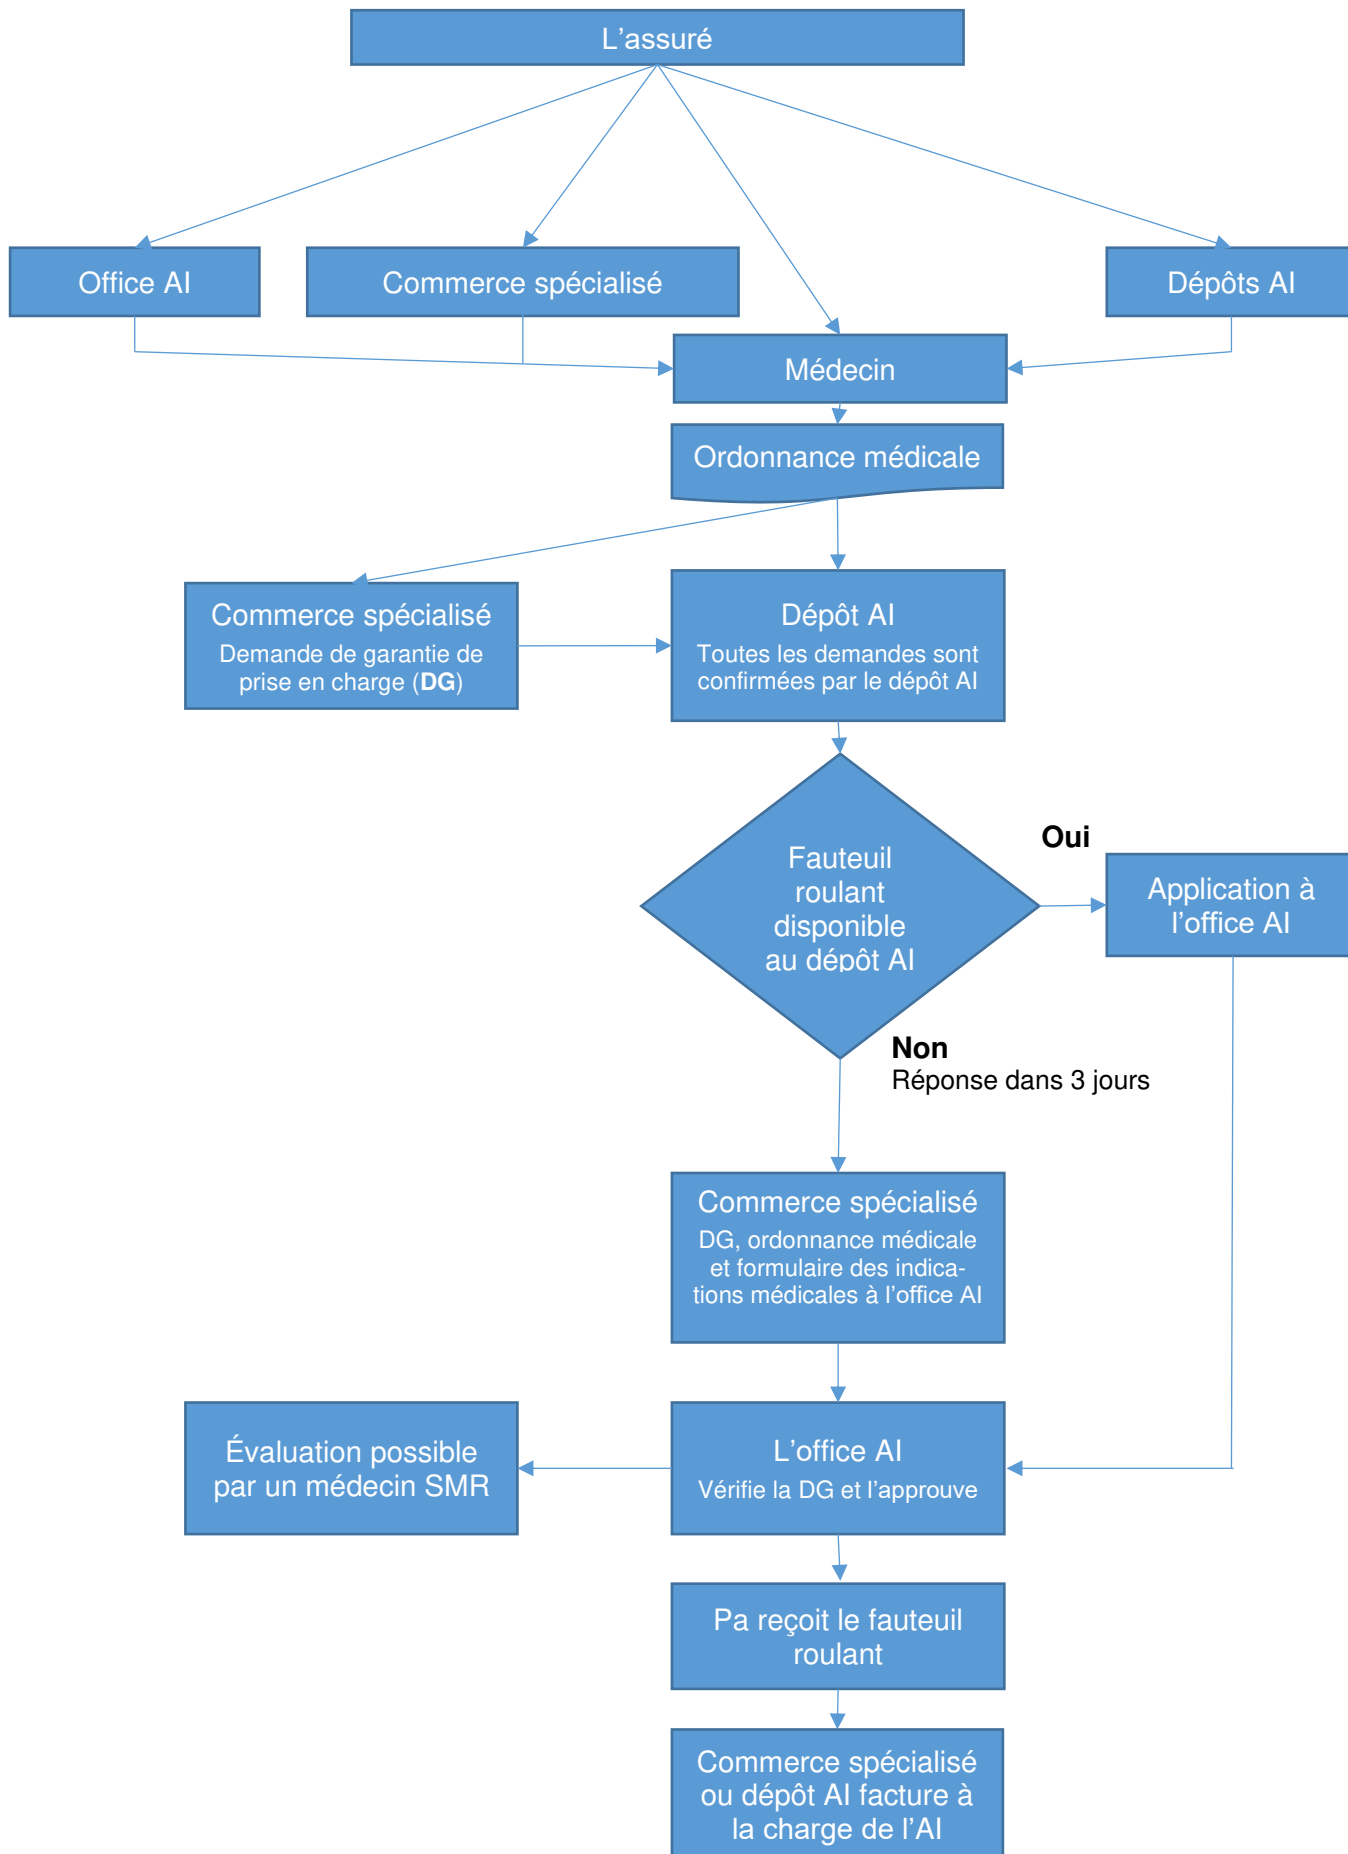 L'assuré
Office AI
Commerce spécialisé
Dépôts AI
Médecin
Ordonnance médicale
Commerce spécialisé
Demande de garantie de
prise en charge (DG)
Dépôt AI
Toutes les demandes sont
confirmées par le dépôt AI
Fauteuil
roulant
disponible
au dépôt AI
Oui
Application à
l'office AI
Non
Réponse dans 3 jours
Commerce spécialisé
DG, ordonnance médicale
et formulaire des indica-
tions médicales à l'office AI
Évaluation possible
par un médecin SMR
L'office AI
Vérifie la DG et l'approuve
Pa reçoit le fauteuil
roulant
Commerce spécialisé
ou dépôt AI facture à
la charge de l'AI